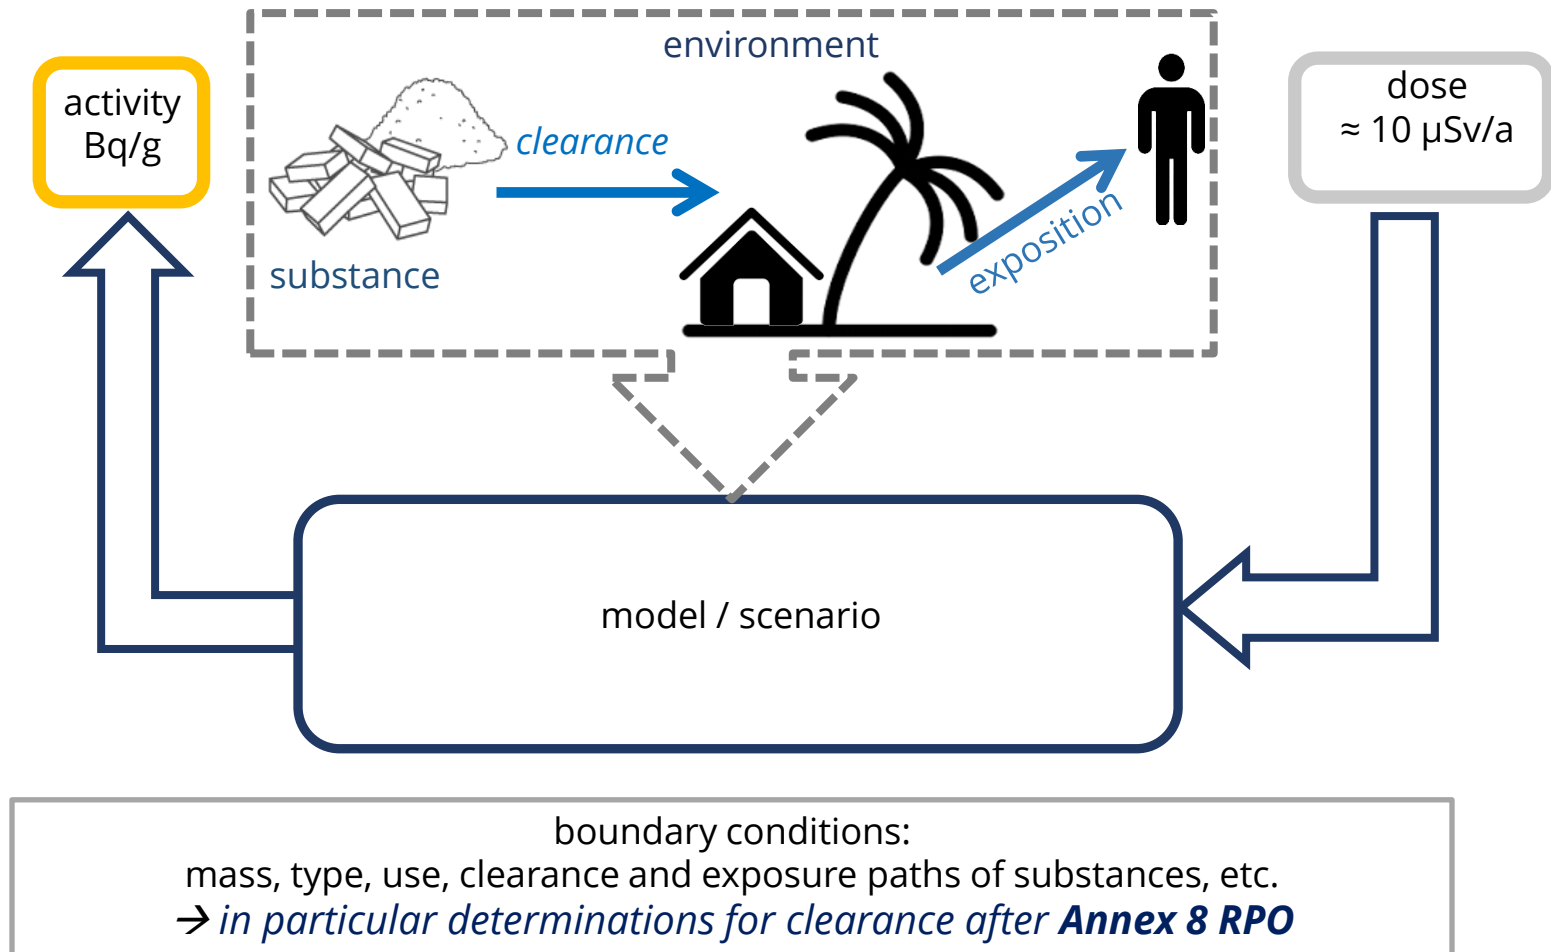 environment
activity
Bq/g
dose
≈ 10 µSv/a
clearance
exposition
substance
model / scenario
boundary conditions:
mass, type, use, clearance and exposure paths of substances, etc.
→ in particular determinations for clearance after Annex 8 RPO